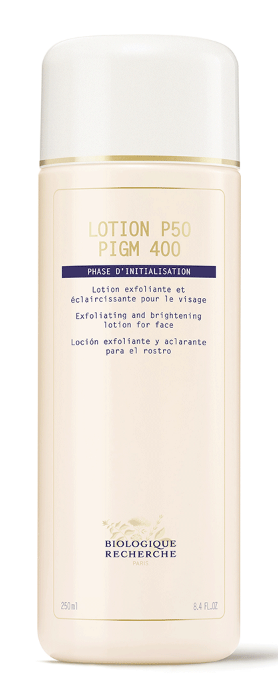 LOTION P50
PIGM 400
PHASE D'INITIALISATION
Lotion exfoliante et
éclaircissante pour le visage
Exfoliating and brightening
lotion for face
Loción exfoliante y aclarante
para el rostro
BIOLOGIQUE
RECHERCHE
PARIS
250ml
8.4 FL.OZ